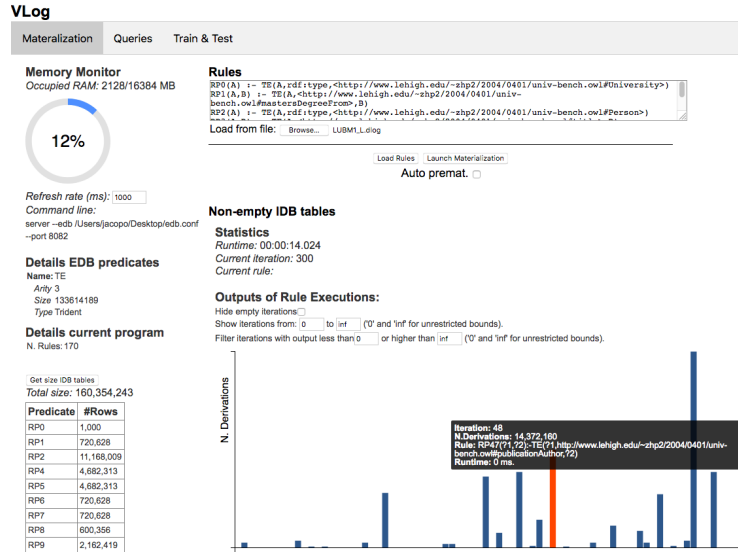 VLog
Materalization Queries Train & Test
Memory Monitor
Occupied RAM: 2128/16384 MB
12%
Refresh rate (ms): 1000
Command line:
server --edb /Users/jacopo/Desktop/edb.conf
--port 8082
Details EDB predicates
Name: TE
Arity 3
Size 133614189
Type Trident
Details current program
N. Rules: 170
Get size IDB tables
Total size: 160,354,243
Predicate #Rows
RP0 1,000
RP1 720,628
RP2 11,168,009
RP4 4,682,313
RP5 4,682,313
RP6 720,628
RP7 720,628
RP8 600,356
RP9 2,162,419
Rules
RP0(A) :- TE(A,rdf:type,<http://www.lehigh.edu/~zhp2/2004/0401/univ-bench.owl#University>)
RP1(A,B) :- TE(A,<http://www.lehigh.edu/~zhp2/2004/0401/univ-
bench.owl#mastersDegreeFrom>,B)
RP2(A) :- TE(A,rdf:type,<http://www.lehigh.edu/~zhp2/2004/0401/univ-bench.owl#Person>)
Load from file: Browse... LUBM1_L.dlog
Load Rules Launch Materialization
Auto premat.
Non-empty IDB tables
Statistics
Runtime: 00:00:14.024
Current iteration: 300
Current rule:
Outputs of Rule Executions:
Hide empty iterations
Show iterations from: 0 to inf ('0' and 'inf' for unrestricted bounds).
Filter iterations with output less than 0 or higher than inf ('0' and 'inf' for unrestricted bounds).
N. Derivations
Iteration: 48
N.Derivations: 14,372,160
Rule: RP47(?1,?2):-TE(?1,http://www.lehigh.edu/~zhp2/2004/0401/univ-
bench.owl#publicationAuthor,?2)
Runtime: 0 ms.